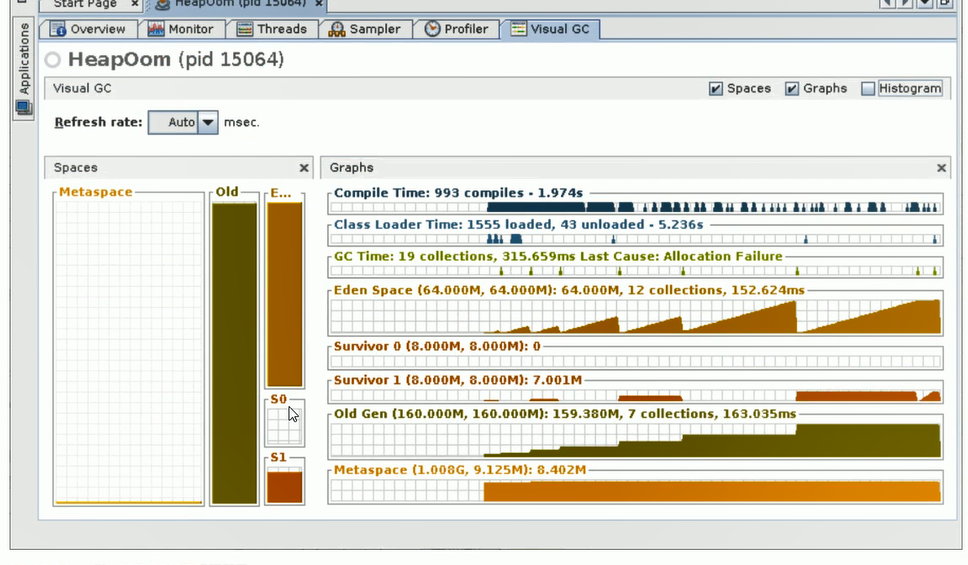 Start Page
HeapOom (pid 15064)
Applications
Overview
Monitor
Threads
Sampler
Profiler
Visual GC
HeapOom (pid 15064)
Visual GC
Spaces
Graphs
Histogram
Refresh rate: Auto msec.
Spaces
Metaspace
Old
E...
S0
S1
Graphs
Compile Time: 993 compiles - 1.974s
Class Loader Time: 1555 loaded, 43 unloaded - 5.236s
GC Time: 19 collections, 315.659ms Last Cause: Allocation Failure
Eden Space (64.000M, 64.000M): 64.000M, 12 collections, 152.624ms
Survivor 0 (8.000M, 8.000M): 0
Survivor 1 (8.000M, 8.000M): 7.001M
Old Gen (160.000M, 160.000M): 159.380M, 7 collections, 163.035ms
Metaspace (1.008G, 9.125M): 8.402M